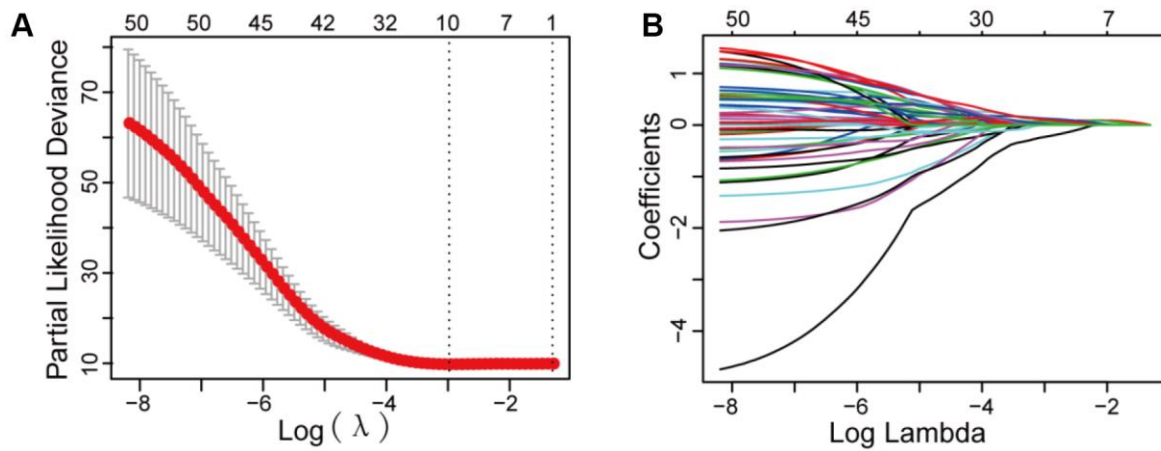 A
50 50 45 42 32 10 7 1
Partial Likelihood Deviance
70
50
30
10
−8 −6 −4 −2
Log (λ)
B
50 45 30 7
Coefficients
1
0
−2
−4
−8 −6 −4 −2
Log Lambda